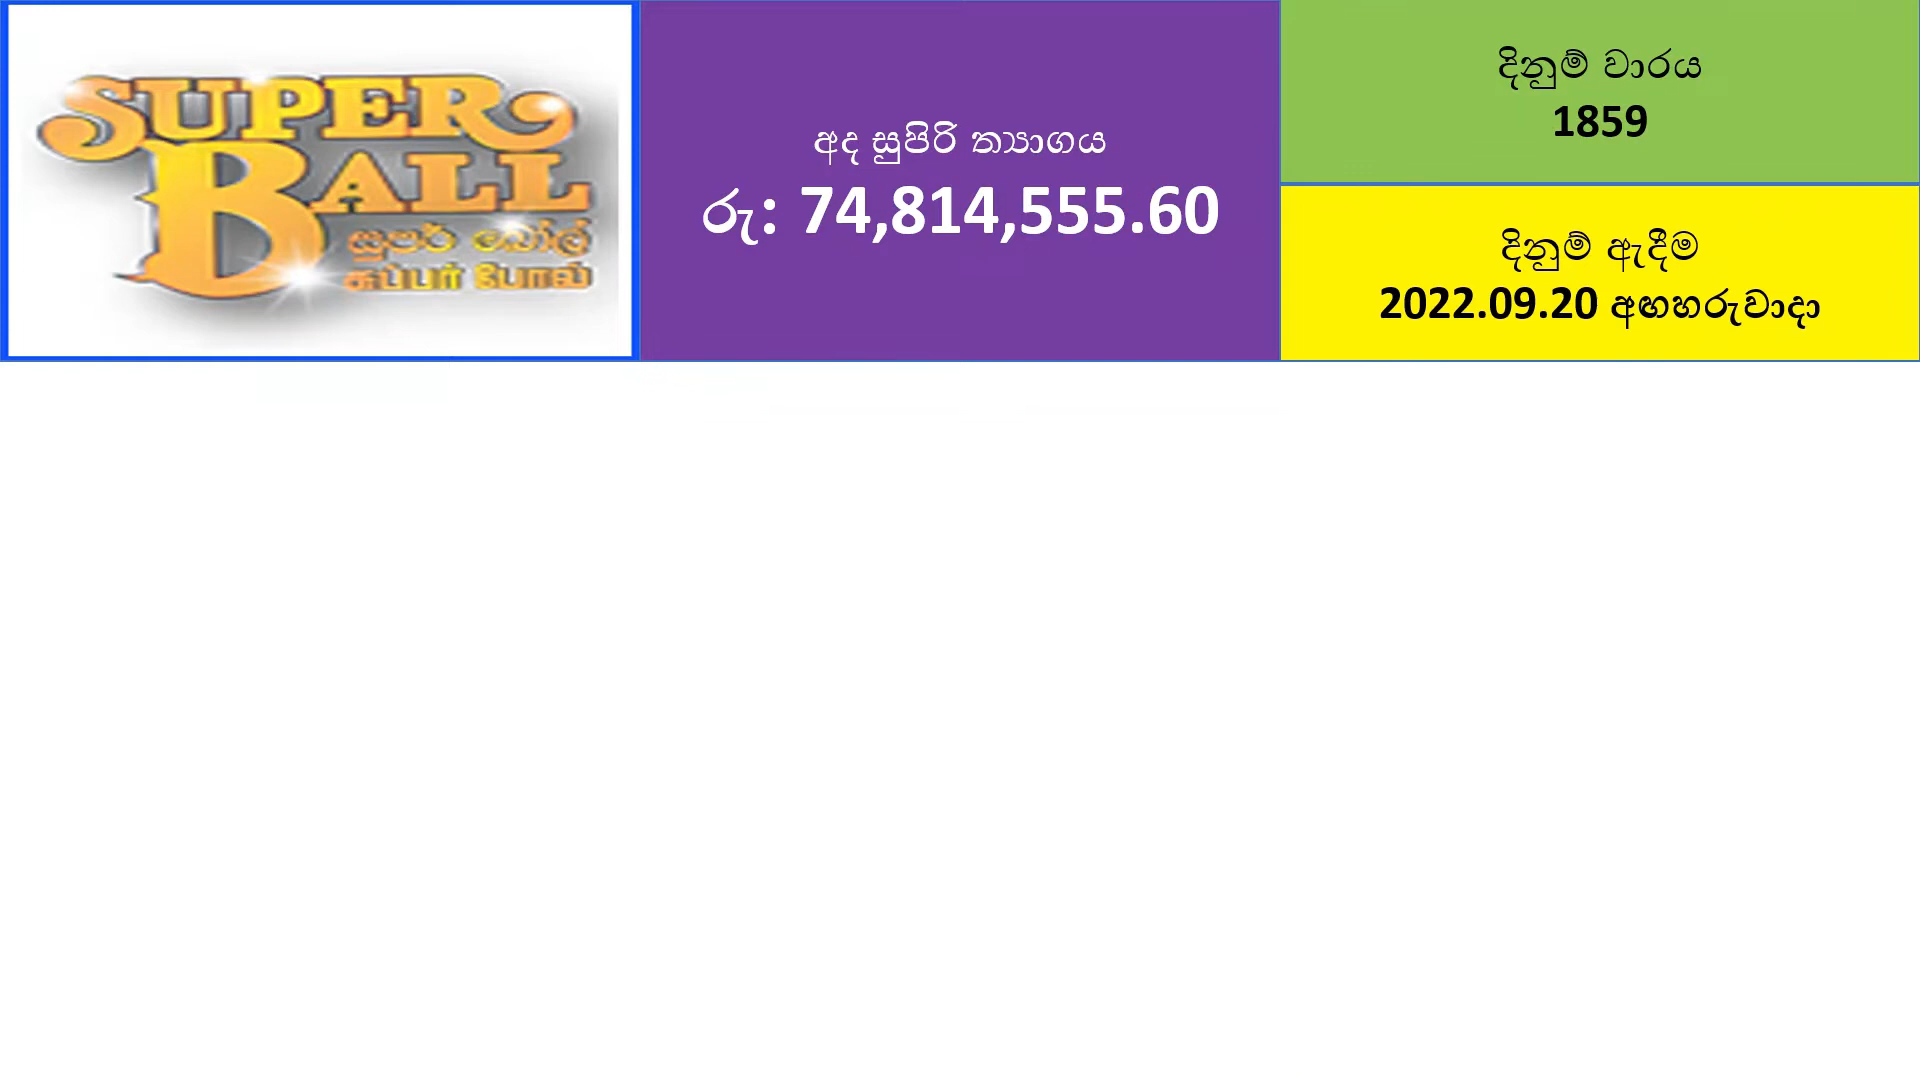 SUPER
BALL
සුපර් බෝල්
சுப்பர் போல்
අද සුපිරි ත්‍යාගය
රු: 74,814,555.60
දිනුම් වාරය
1859
දිනුම් ඇදීම
2022.09.20 අඟහරුවාදා